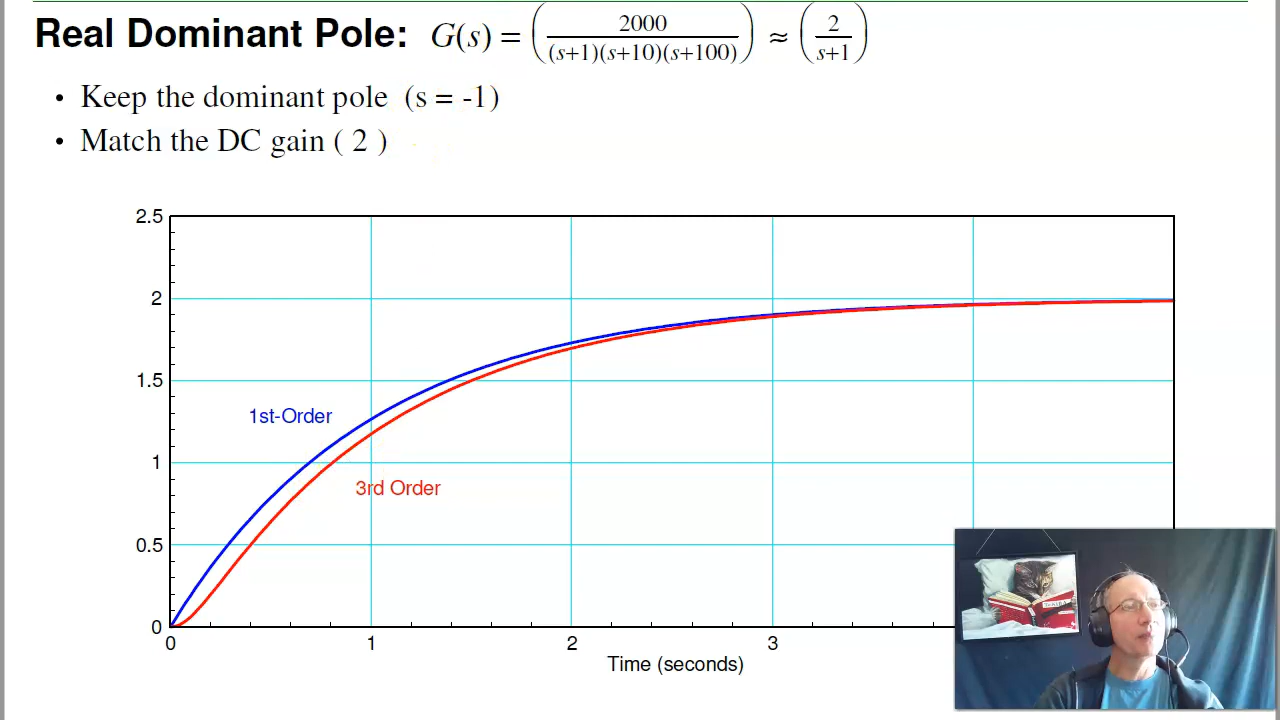 Real Dominant Pole: G(s) = (2000 / (s+1)(s+10)(s+100)) ≈ (2 / s+1)
• Keep the dominant pole (s = -1)
• Match the DC gain ( 2 )
2.5
2
1.5
1st-Order
1
3rd Order
0.5
0
0 1 2 3
Time (seconds)